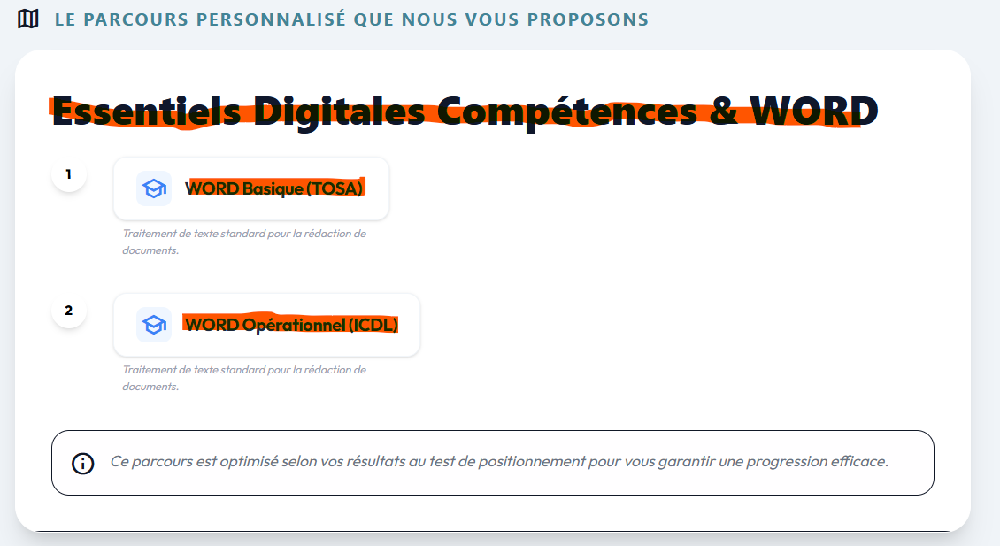 LE PARCOURS PERSONNALISÉ QUE NOUS VOUS PROPOSONS
Essentiels Digitales Compétences & WORD
1
WORD Basique (TOSA)
Traitement de texte standard pour la rédaction de
documents.
2
WORD Opérationnel (ICDL)
Traitement de texte standard pour la rédaction de
documents.
Ce parcours est optimisé selon vos résultats au test de positionnement pour vous garantir une progression efficace.